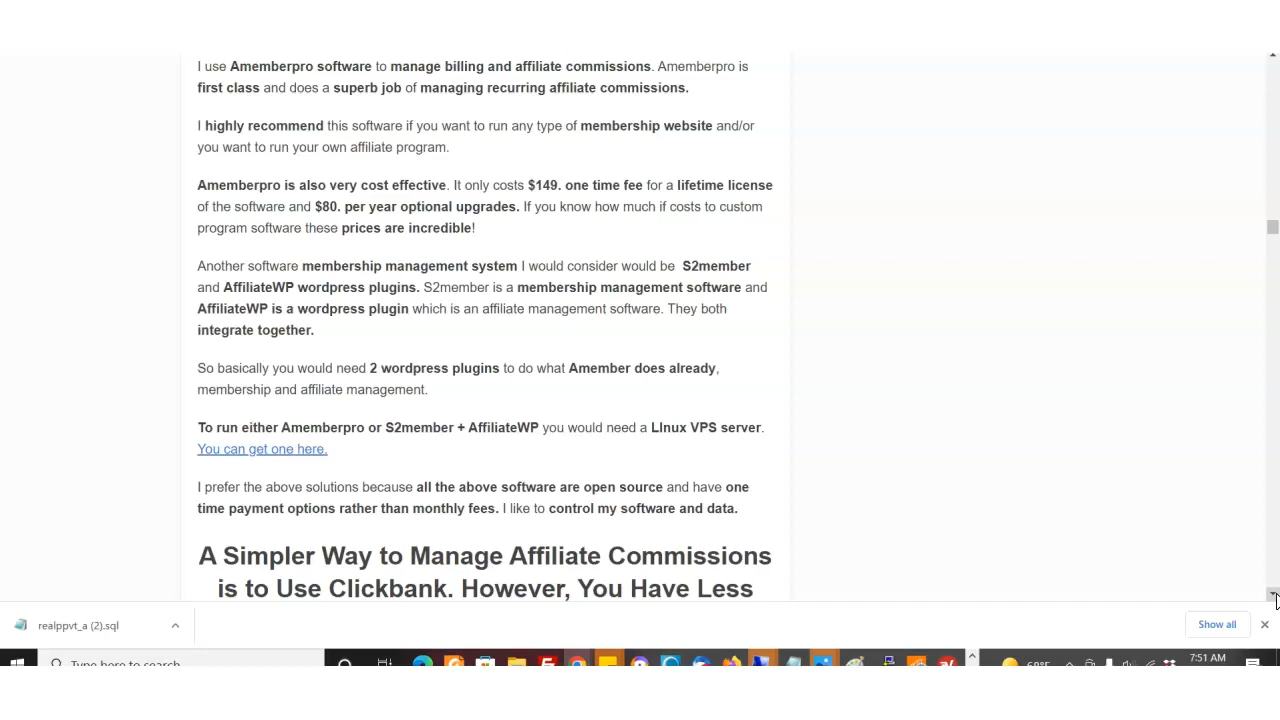 I use Amemberpro software to manage billing and affiliate commissions. Amemberpro is
first class and does a superb job of managing recurring affiliate commissions.
I highly recommend this software if you want to run any type of membership website and/or
you want to run your own affiliate program.
Amemberpro is also very cost effective. It only costs $149. one time fee for a lifetime license
of the software and $80. per year optional upgrades. If you know how much if costs to custom
program software these prices are incredible!
Another software membership management system I would consider would be S2member
and AffiliateWP wordpress plugins. S2member is a membership management software and
AffiliateWP is a wordpress plugin which is an affiliate management software. They both
integrate together.
So basically you would need 2 wordpress plugins to do what Amember does already,
membership and affiliate management.
To run either Amemberpro or S2member + AffiliateWP you would need a LInux VPS server.
You can get one here.
I prefer the above solutions because all the above software are open source and have one
time payment options rather than monthly fees. I like to control my software and data.
A Simpler Way to Manage Affiliate Commissions
is to Use Clickbank. However, You Have Less
realppvt_a (2).sql
Show all
Type here to search
68°F
7:51 AM